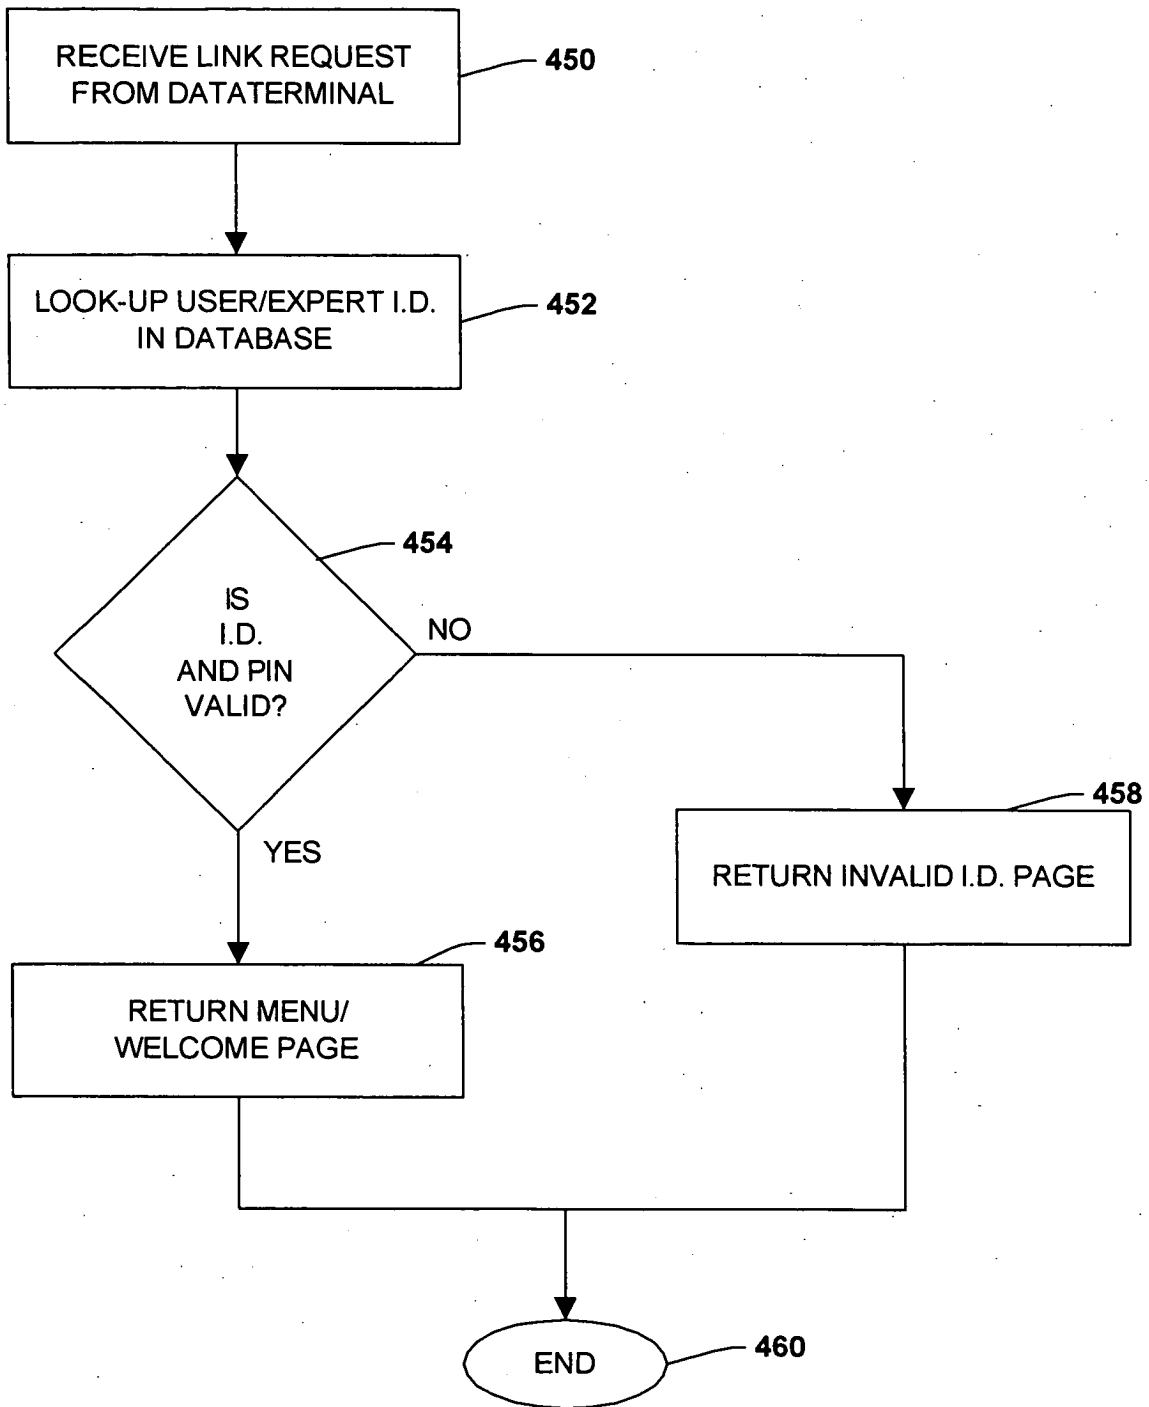 RECEIVE LINK REQUEST
FROM DATATERMINAL
450
LOOK-UP USER/EXPERT I.D.
IN DATABASE
452
454
IS
I.D.
AND PIN
VALID?
NO
YES
458
RETURN INVALID I.D. PAGE
456
RETURN MENU/
WELCOME PAGE
END
460